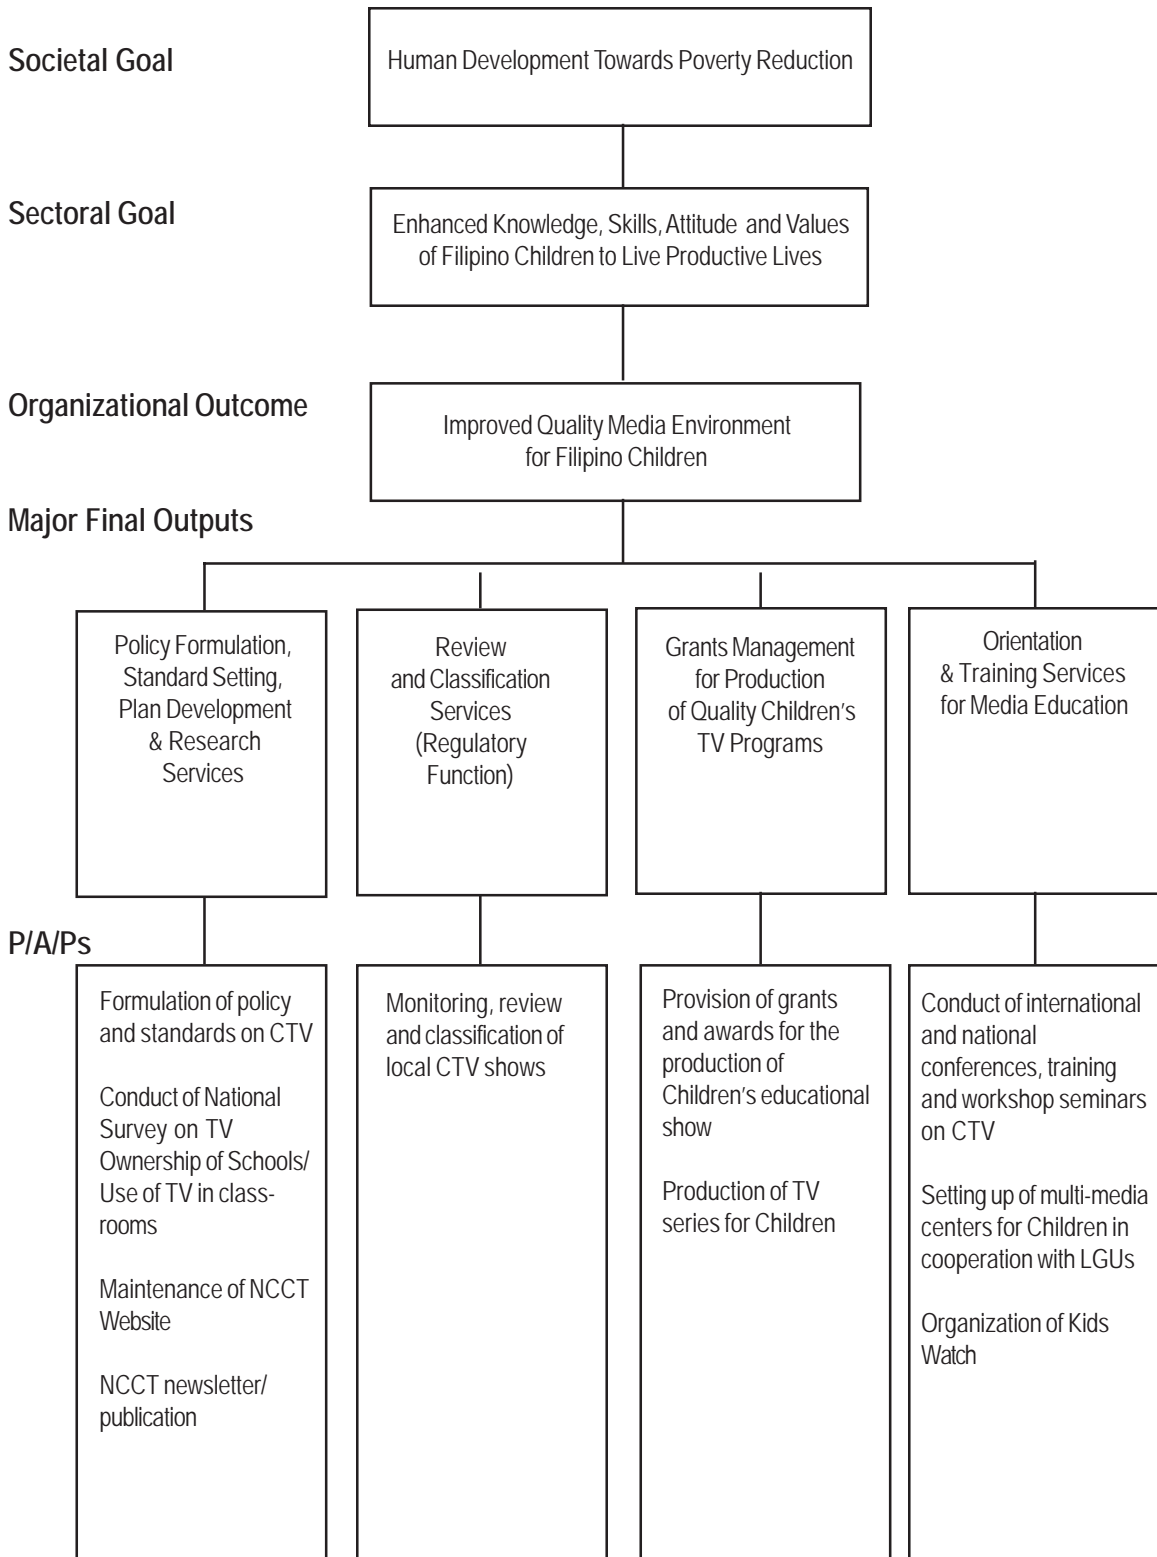 Societal Goal
Human Development Towards Poverty Reduction
Sectoral Goal
Enhanced Knowledge, Skills, Attitude and Values
of Filipino Children to Live Productive Lives
Organizational Outcome
Improved Quality Media Environment
for Filipino Children
Major Final Outputs
Policy Formulation,
Standard Setting,
Plan Development
& Research
Services
Review
and Classification
Services
(Regulatory
Function)
Grants Management
for Production
of Quality Children's
TV Programs
Orientation
& Training Services
for Media Education
P/A/Ps
Formulation of policy
and standards on CTV
Conduct of National
Survey on TV
Ownership of Schools/
Use of TV in class-
rooms
Maintenance of NCCT
Website
NCCT newsletter/
publication
Monitoring, review
and classification of
local CTV shows
Provision of grants
and awards for the
production of
Children's educational
show
Production of TV
series for Children
Conduct of international
and national
conferences, training
and workshop seminars
on CTV
Setting up of multi-media
centers for Children in
cooperation with LGUs
Organization of Kids
Watch